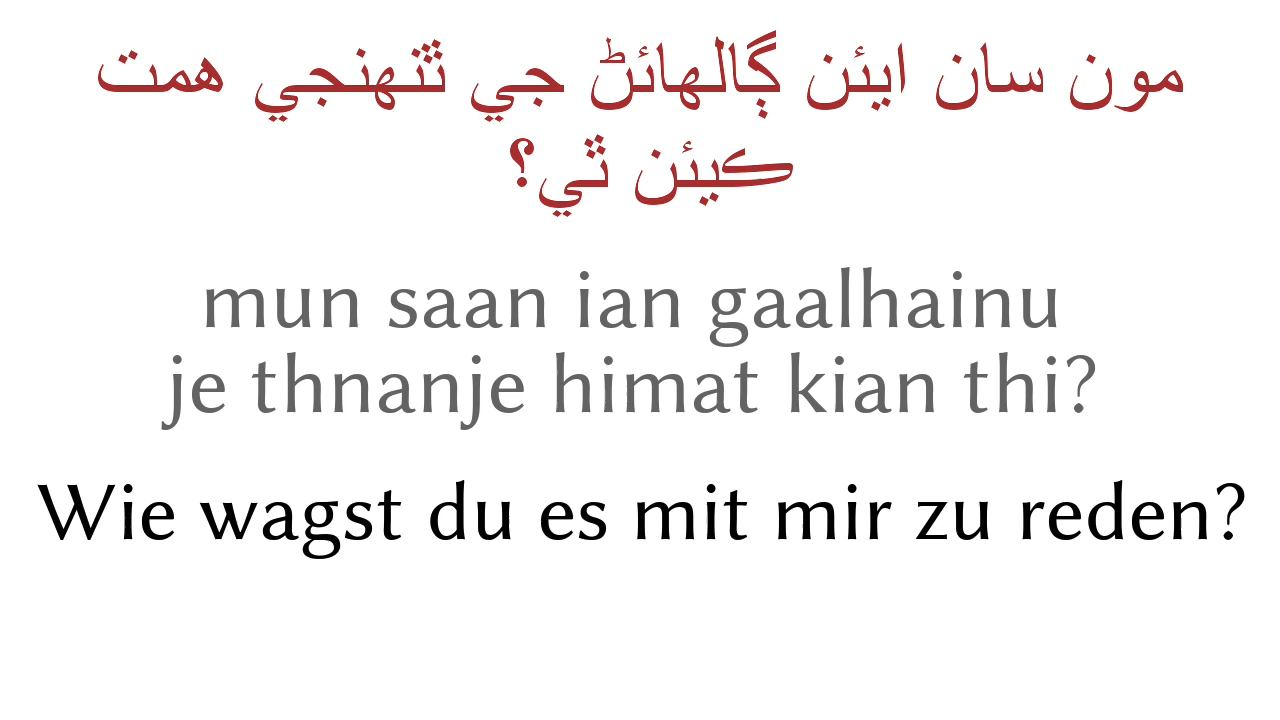 مون سان ايئن ڳالهائڻ جي ٿنهنجي همت
ڪيئن ٿي؟
mun saan ian gaalhainu
je thnanje himat kian thi?
Wie wagst du es mit mir zu reden?